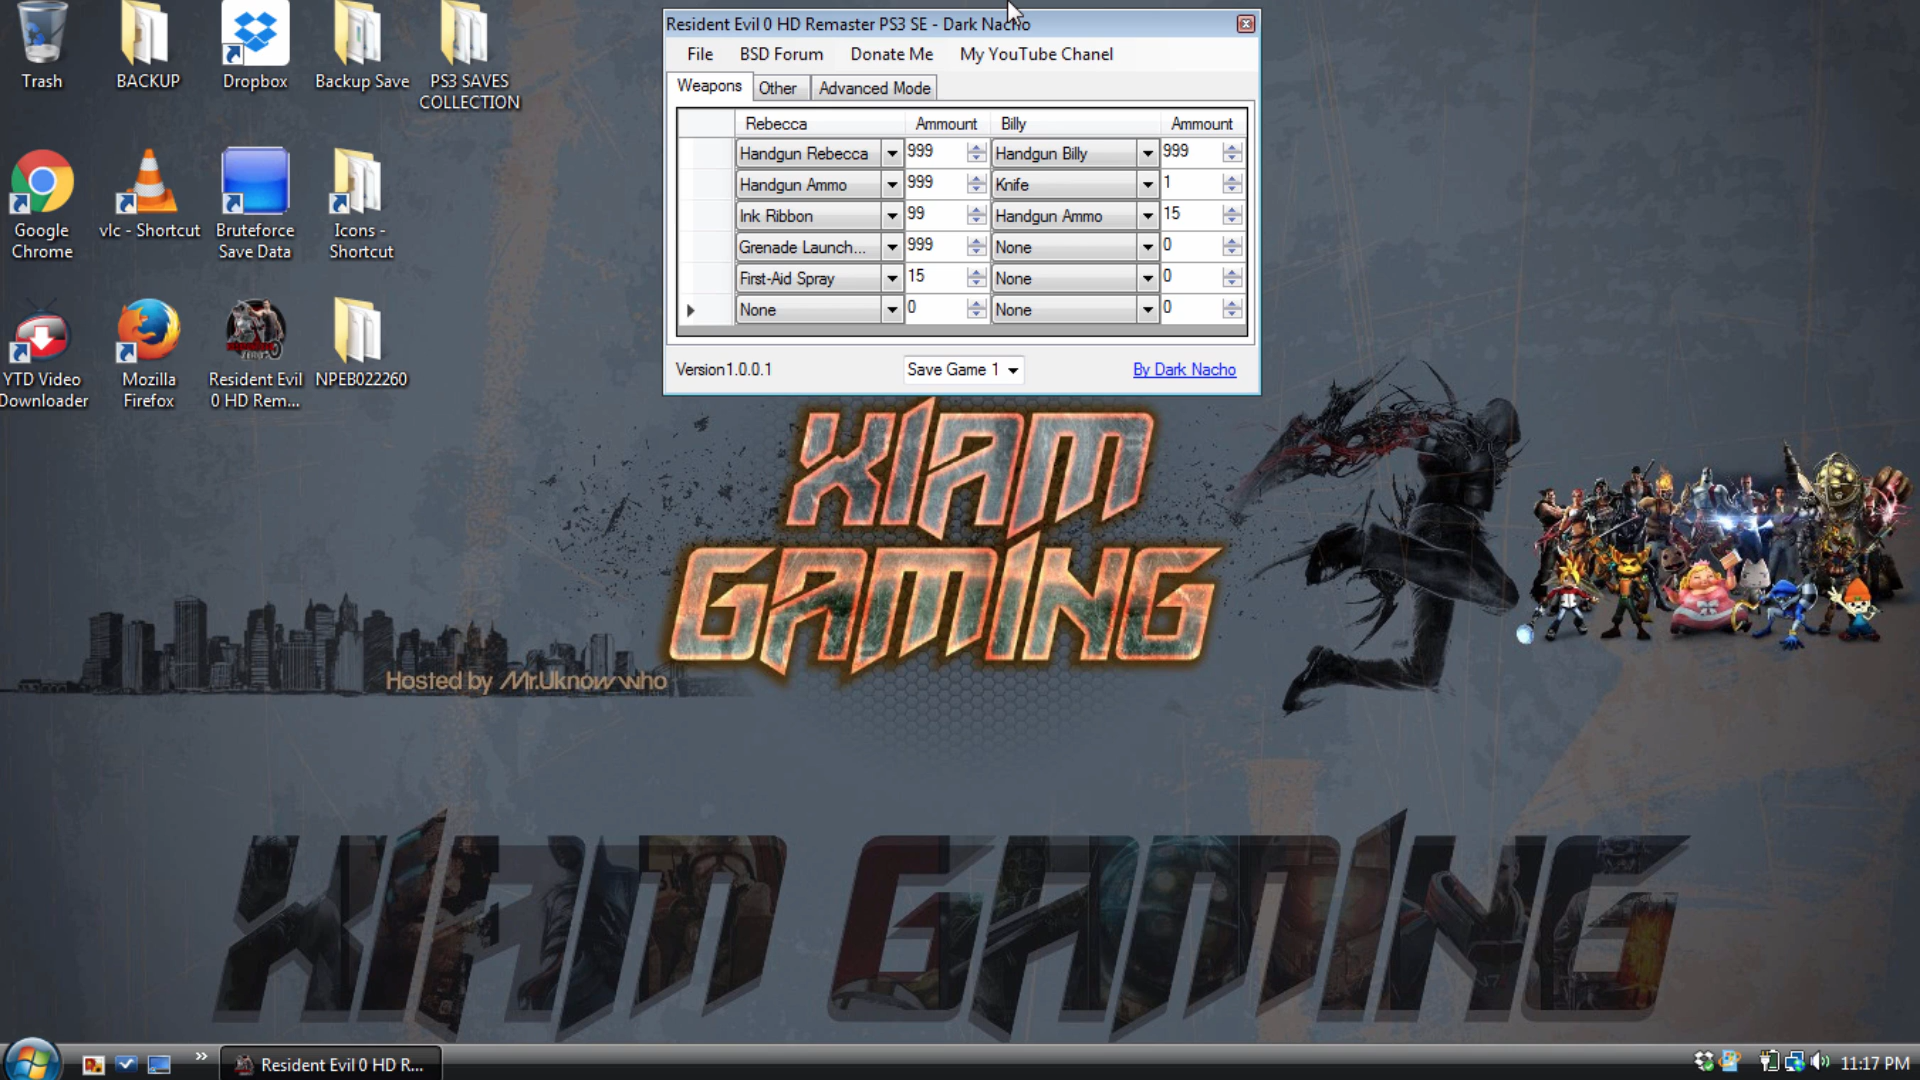 Trash
BACKUP
Dropbox
Backup Save
PS3 SAVES
COLLECTION
Google
Chrome
vlc - Shortcut
Bruteforce
Save Data
Icons -
Shortcut
YTD Video
Downloader
Mozilla
Firefox
Resident Evil
0 HD Rem...
NPEB022260
Resident Evil 0 HD Remaster PS3 SE - Dark Nacho
File
BSD Forum
Donate Me
My YouTube Chanel
Weapons
Other
Advanced Mode
Rebecca
Ammount
Billy
Ammount
Handgun Rebecca 999 Handgun Billy 999
Handgun Ammo 999 Knife 1
Ink Ribbon 99 Handgun Ammo 15
Grenade Launch... 999 None 0
First-Aid Spray 15 None 0
None 0 None 0
Version1.0.0.1
Save Game 1
By Dark Nacho
XIAM
GAMING
Hosted by Mr.Uknowwho
XIAM GAMING
Resident Evil 0 HD R...
11:17 PM